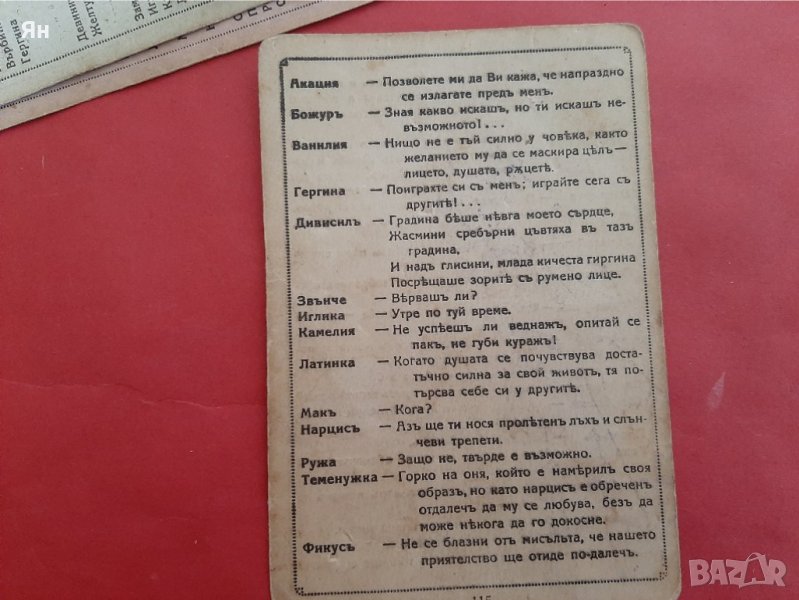 Ян
Върбин
Гергина
Девини
Желту
Акация — Позволете ми да Ви кажа, че напраздно
се излагате предъ менъ.
Божуръ — Зная какво искашъ, но ти искашъ не-
възможното!...
Ванилия — Нищо не е тъй силно у човѣка, както
желанието му да се маскира цѣлъ—
лицето, душата, рѫцетѣ.
Гергина — Поиграхте си съ менъ; играйте сега съ
другитѣ!...
Дивисилъ — Градина бѣше нѣвга моето сърдце,
Жасмини сребърни цъвтяха въ тазъ
градина,
И надъ глисини, млада кичеста гиргина
Посрѣщаше зоритѣ съ румено лице.
Звънче — Вѣрвашъ ли?
Иглика — Утре по туй време.
Камелия — Не успѣешъ ли веднажъ, опитай се
пакъ, не губи куражъ!
Латинка — Когато душата се почувствува доста-
тъчно силна за свой животъ, тя по-
търсва себе си у другитѣ.
Макъ — Кога?
Нарцисъ — Азъ ще ти нося пролѣтенъ лъхъ и слън-
чеви трепети.
Ружа — Защо не, твърде е възможно.
Теменужка — Горко на оня, който е намѣрилъ своя
образъ, но като нарцисъ е обреченъ
отдалечъ да му се любува, безъ да
може нѣкога да го докосне.
Фикусъ — Не се блазни отъ мисъльта, че нашето
приятелство ще отиде по-далечъ.
115
BAZAR